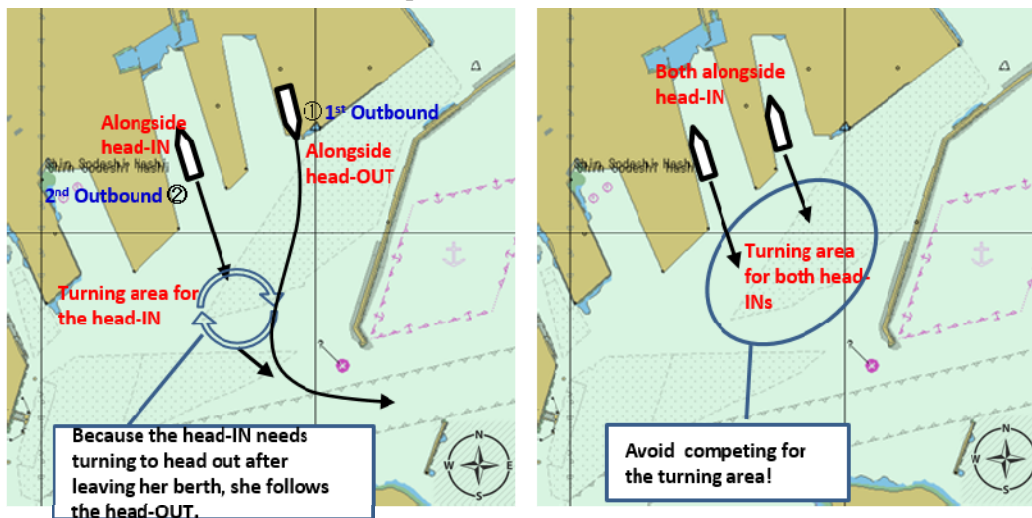 ① 1st Outbound
Alongside
head-IN
Alongside
head-OUT
2nd Outbound ②
Turning area for
the head-IN
Because the head-IN needs
turning to head out after
leaving her berth, she follows
the head-OUT.
?
N
W
E
S
Both alongside
head-IN
Turning area
for both head-
INs
?
Avoid competing for
the turning area!
N
W
E
S